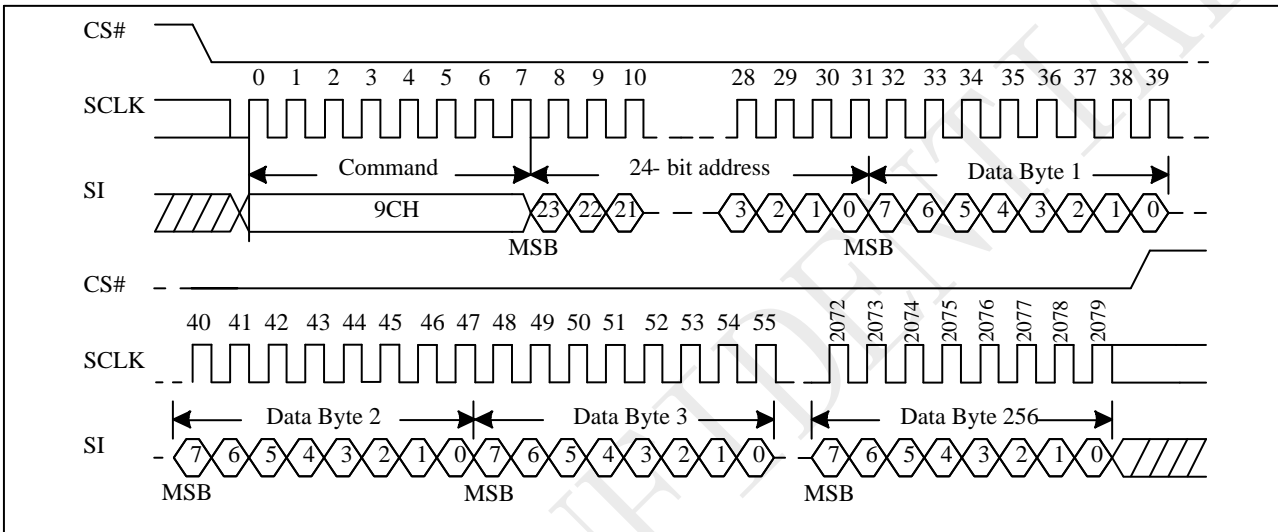 CS#
0 1 2 3 4 5 6 7 8 9 10 28 29 30 31 32 33 34 35 36 37 38 39
SCLK
Command 24- bit address Data Byte 1
SI
9CH 23 22 21 3 2 1 0 7 6 5 4 3 2 1 0
MSB MSB
CS#
40 41 42 43 44 45 46 47 48 49 50 51 52 53 54 55 2072 2073 2074 2075 2076 2077 2078 2079
SCLK
Data Byte 2 Data Byte 3 Data Byte 256
SI
7 6 5 4 3 2 1 0 7 6 5 4 3 2 1 0 7 6 5 4 3 2 1 0
MSB MSB MSB